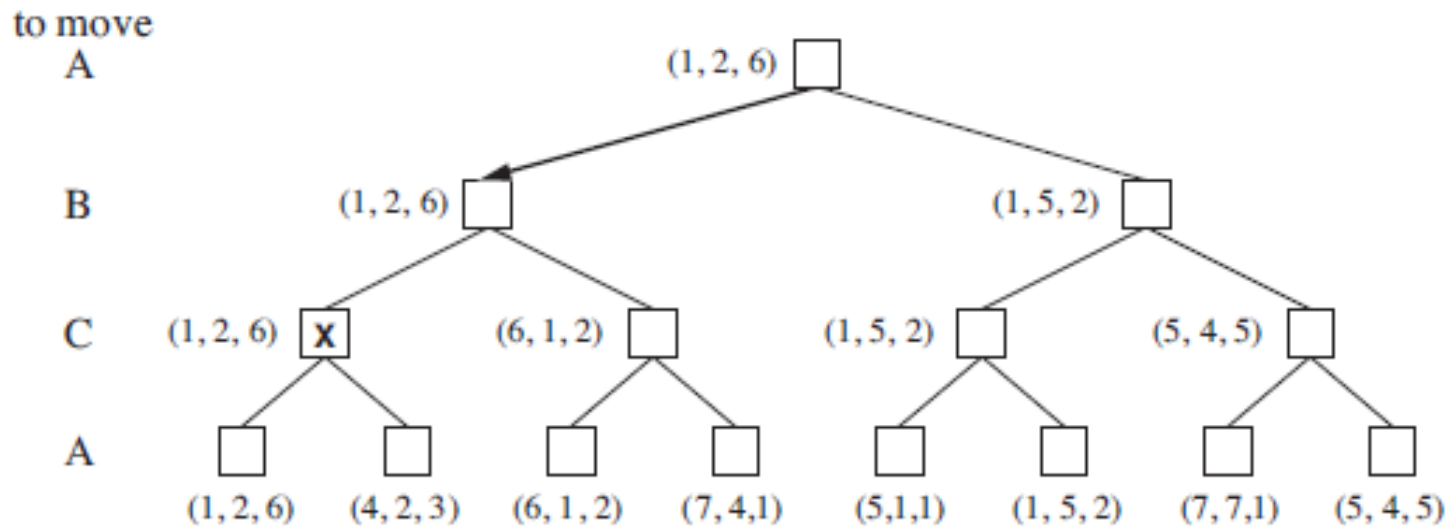 to move
A (1, 2, 6)
B (1, 2, 6) (1, 5, 2)
C (1, 2, 6) X (6, 1, 2) (1, 5, 2) (5, 4, 5)
A
(1, 2, 6) (4, 2, 3) (6, 1, 2) (7, 4,1) (5,1,1) (1, 5, 2) (7, 7,1) (5, 4, 5)